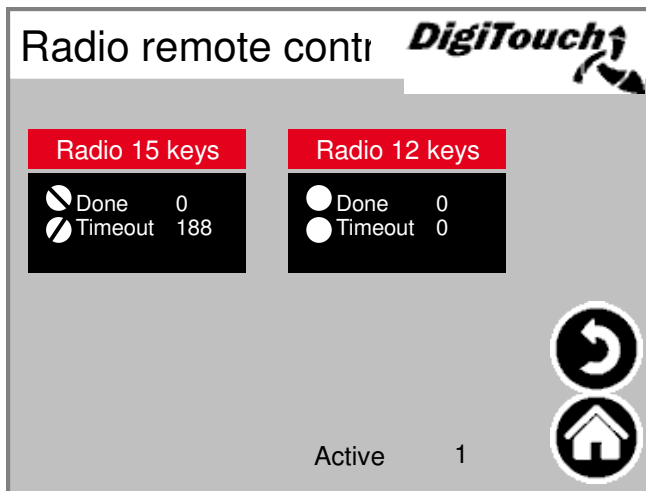 Radio remote contr
DigiTouch
Radio 15 keys
Done 0
Timeout 188
Radio 12 keys
Done 0
Timeout 0
Active 1